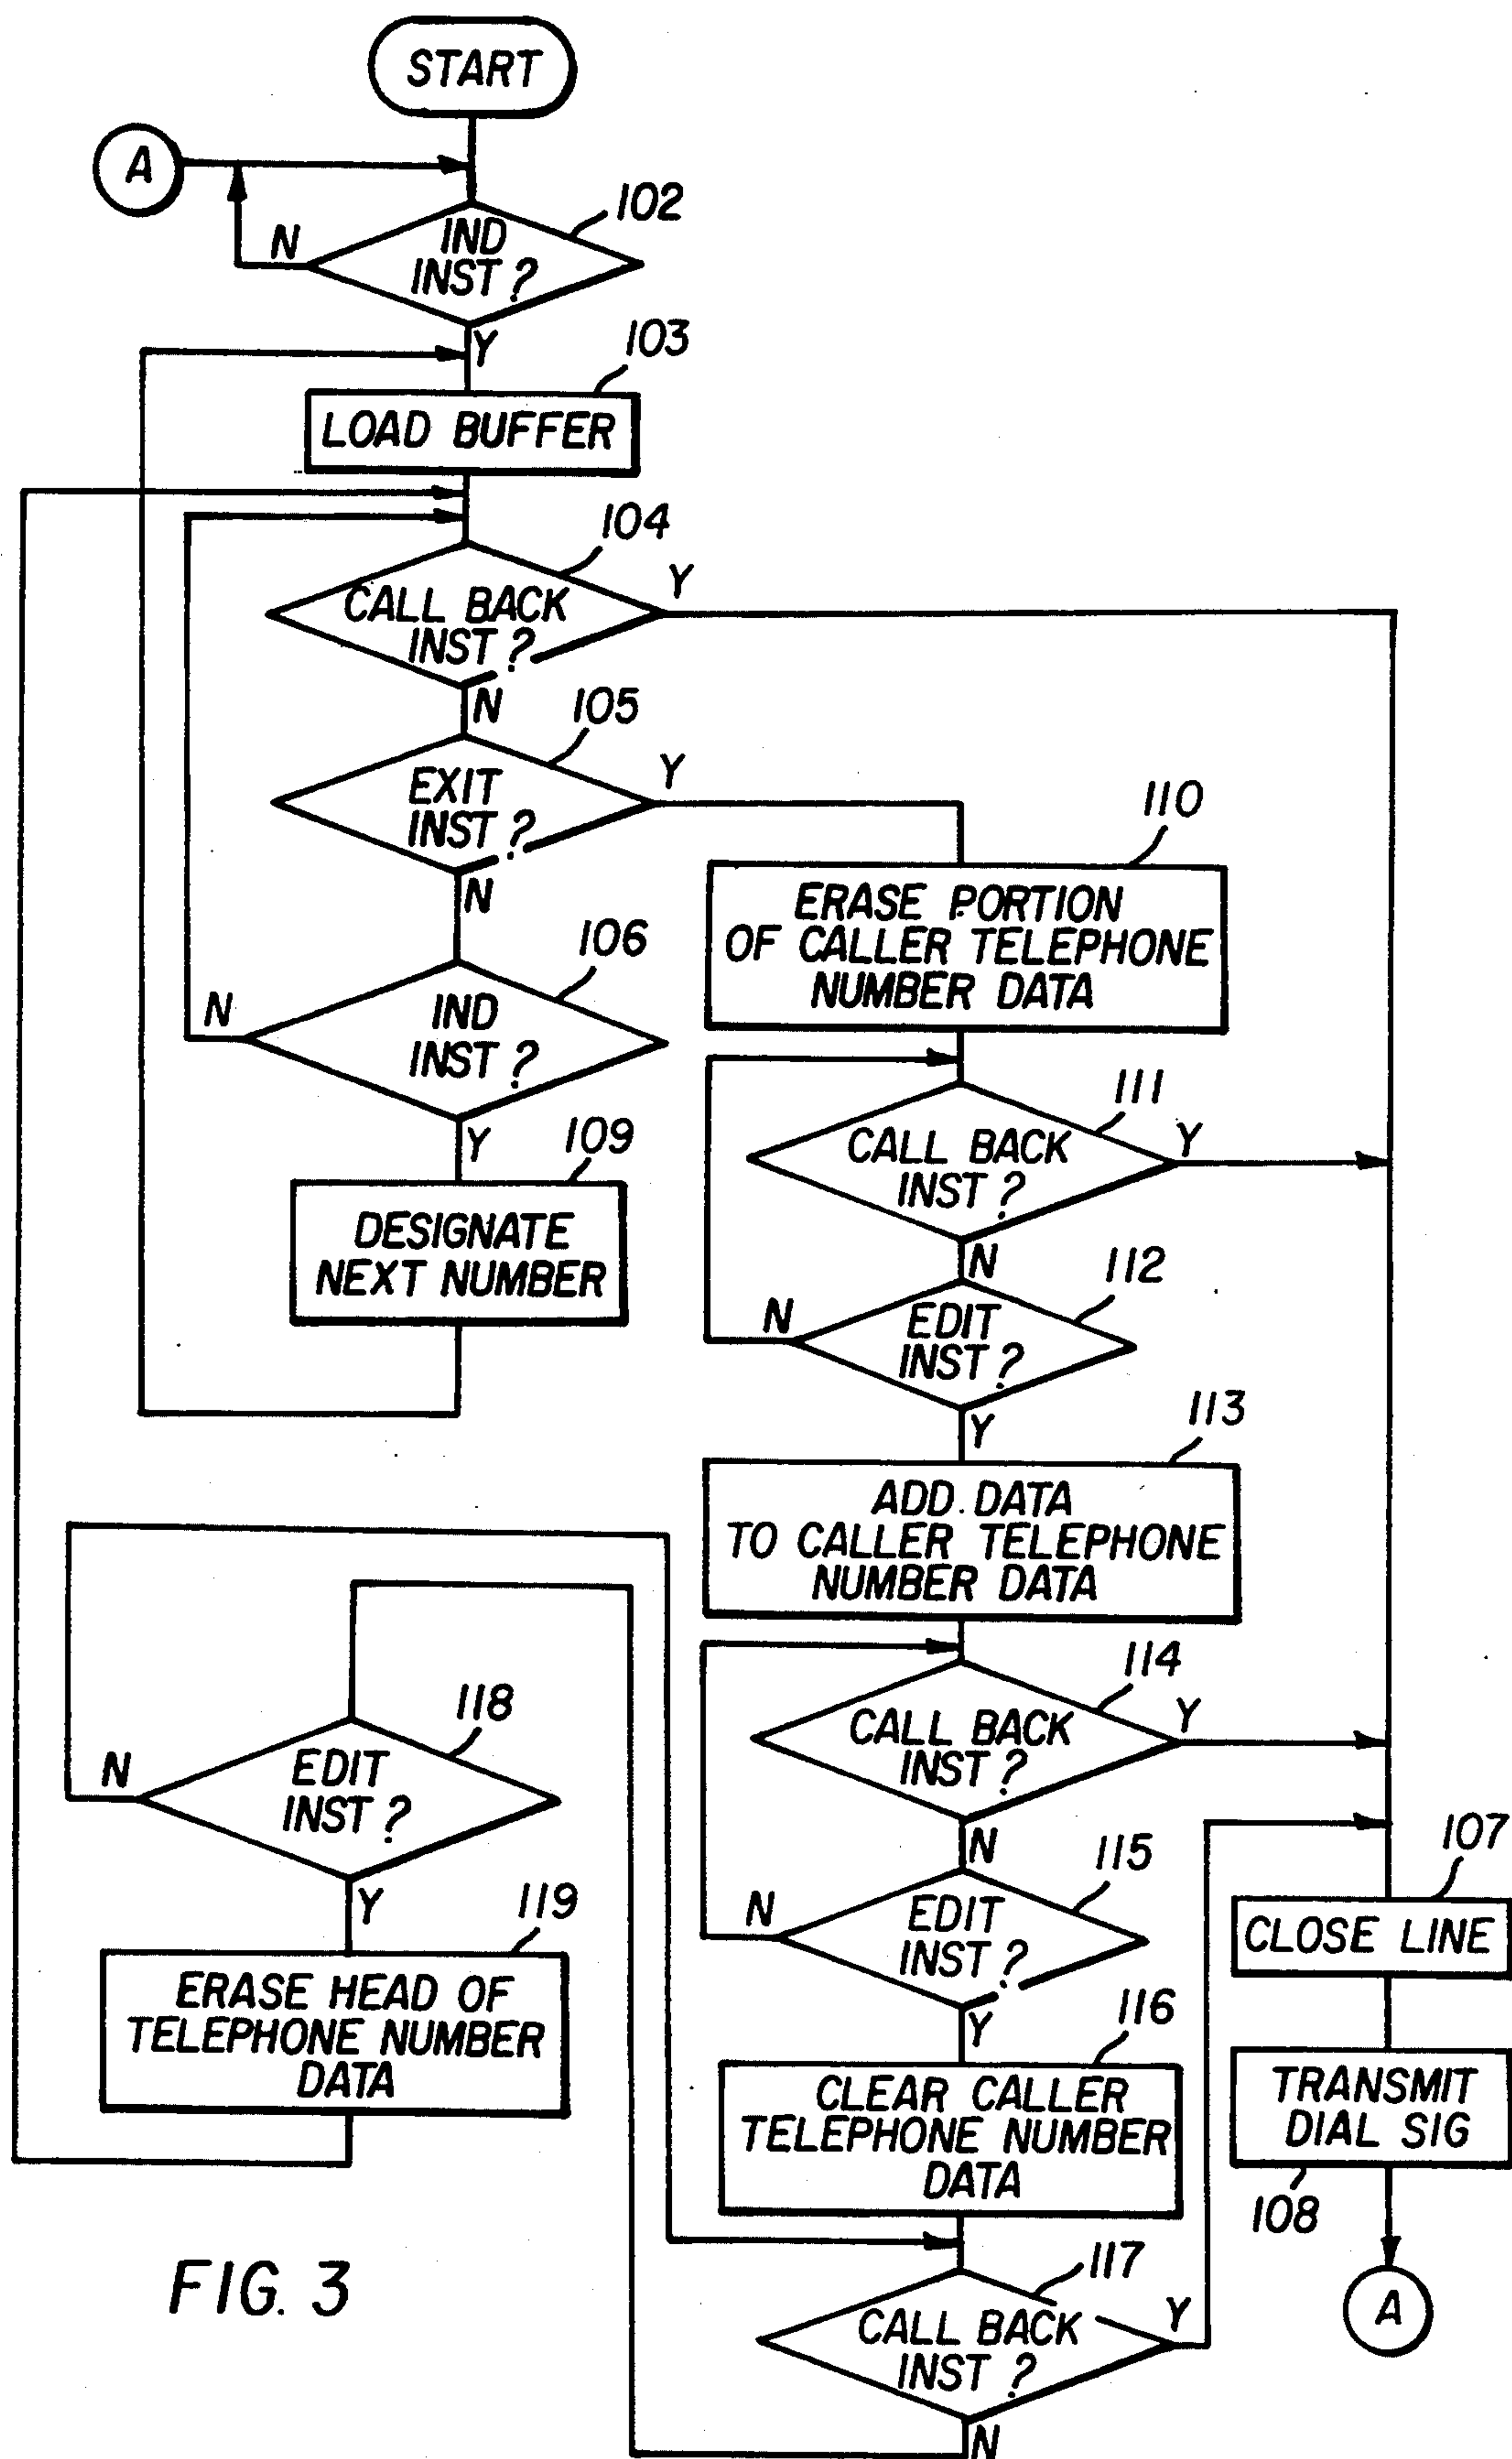 START
A
102
N
IND
INST ?
Y
103
LOAD BUFFER
104
Y
CALL BACK
INST ?
N
105
Y
EXIT
INST ?
N
110
ERASE PORTION
OF CALLER TELEPHONE
NUMBER DATA
106
N
IND
INST ?
Y
109
DESIGNATE
NEXT NUMBER
111
Y
CALL BACK
INST ?
N
112
N
EDIT
INST ?
Y
113
ADD DATA
TO CALLER TELEPHONE
NUMBER DATA
114
Y
CALL BACK
INST ?
N
118
N
EDIT
INST ?
Y
115
N
EDIT
INST ?
Y
107
CLOSE LINE
119
ERASE HEAD OF
TELEPHONE NUMBER
DATA
116
CLEAR CALLER
TELEPHONE NUMBER
DATA
TRANSMIT
DIAL SIG
108
117
Y
CALL BACK
INST ?
N
A
FIG. 3